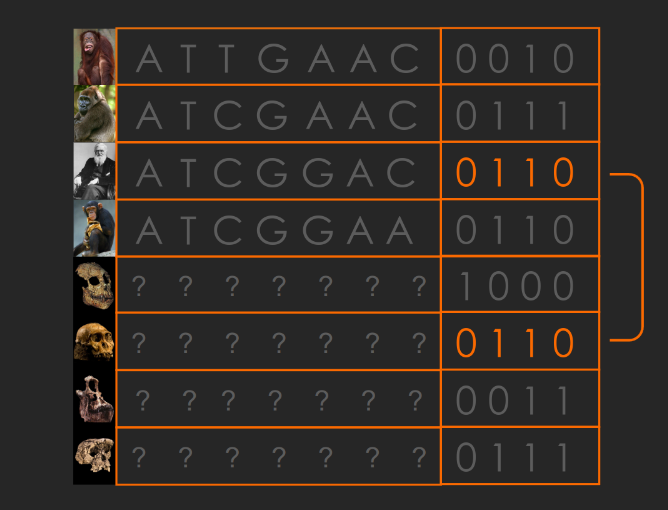 A T T G A A C 0 0 1 0
A T C G A A C 0 1 1 1
A T C G G A C 0 1 1 0
A T C G G A A 0 1 1 0
? ? ? ? ? ? ? 1 0 0 0
? ? ? ? ? ? ? 0 1 1 0
? ? ? ? ? ? ? 0 0 1 1
? ? ? ? ? ? ? 0 1 1 1